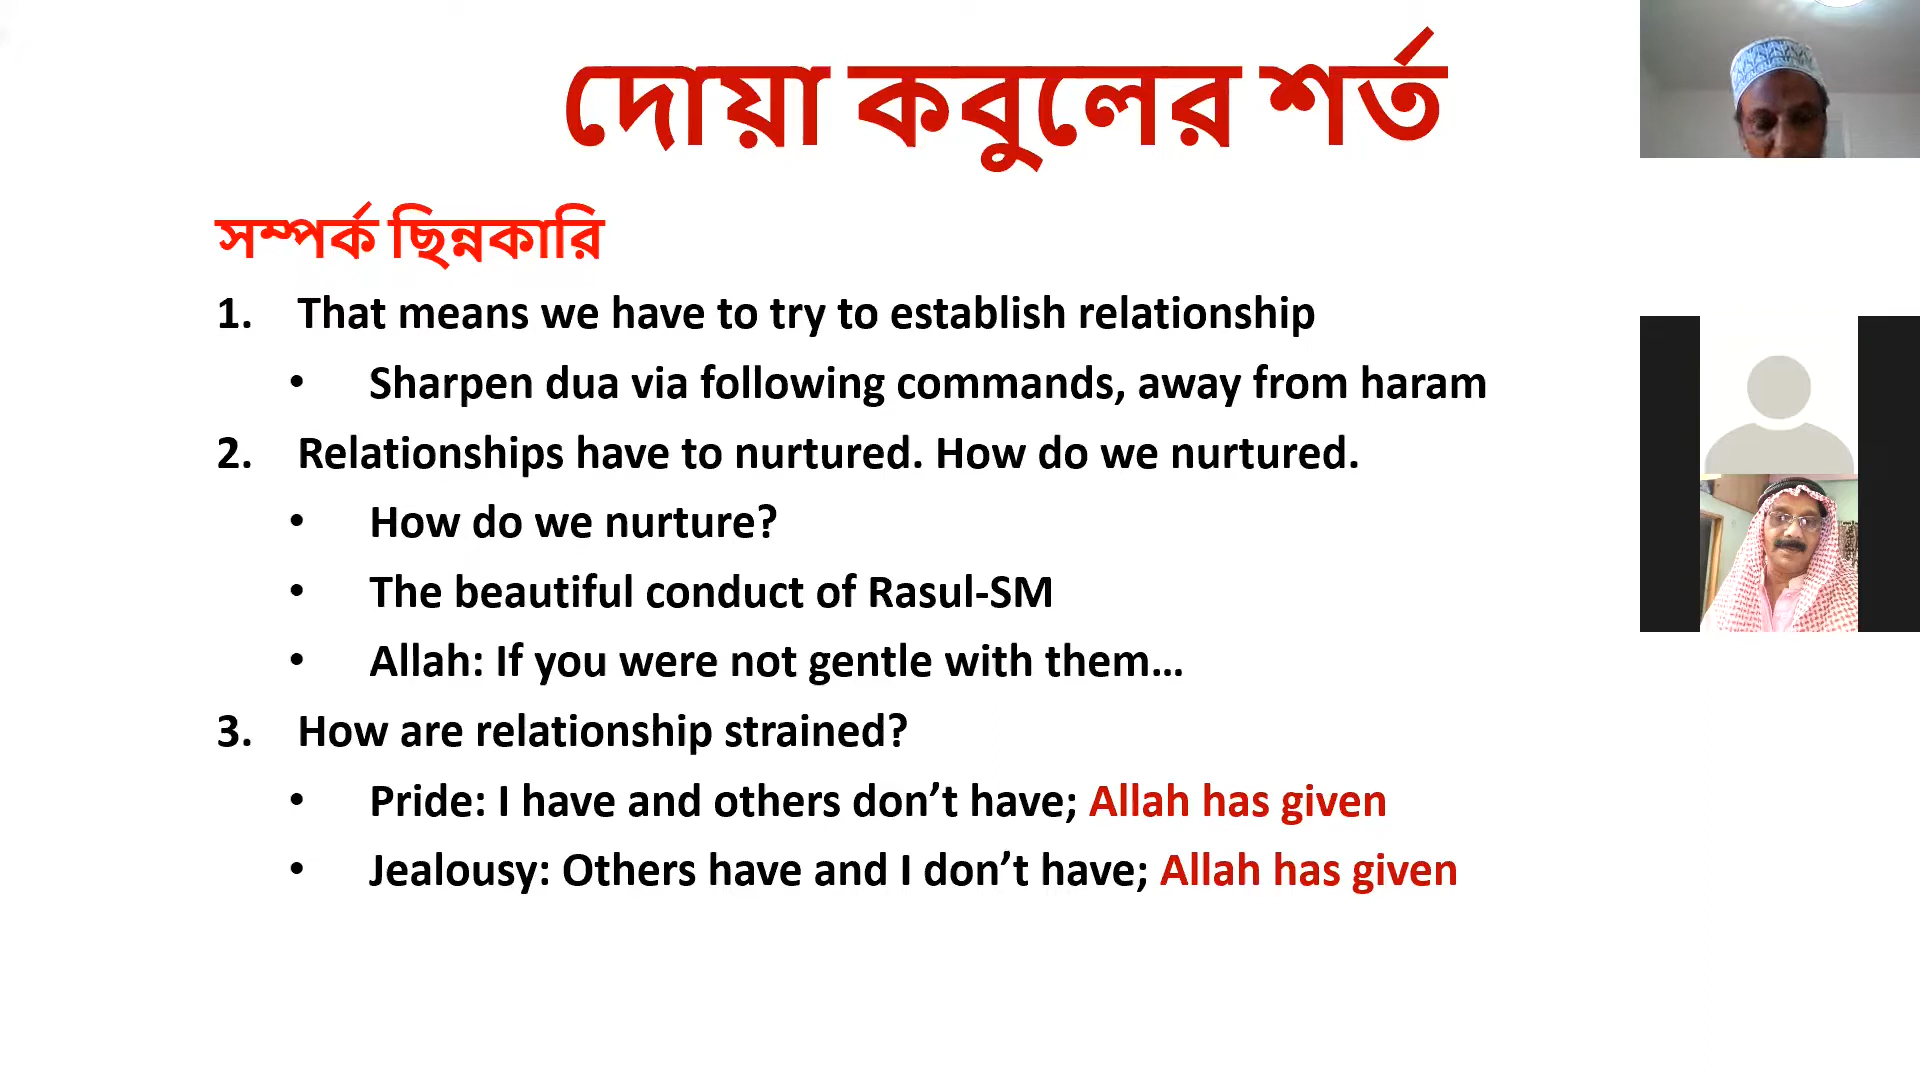 দোয়া কবুলের শর্ত
সম্পর্ক ছিন্নকারি
1. That means we have to try to establish relationship
• Sharpen dua via following commands, away from haram
2. Relationships have to nurtured. How do we nurtured.
• How do we nurture?
• The beautiful conduct of Rasul-SM
• Allah: If you were not gentle with them…
3. How are relationship strained?
• Pride: I have and others don’t have; Allah has given
• Jealousy: Others have and I don’t have; Allah has given